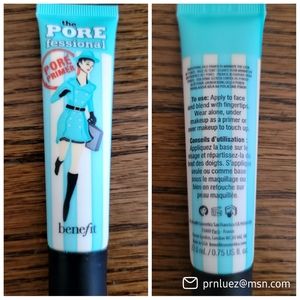 the
PORE
fessional
PORE
PRIMER
benefit
To use: Apply to face
and blend with fingertips.
Wear alone, under
makeup as a primer or
over makeup to touch up.
Conseils d'utilisation :
Appliquez la base sur le
visage et répartissez-la du
bout des doigts. S'applique
seule ou comme base
sous le maquillage ou
bien en retouche sur
peau maquillée.
0.75 US fl. oz
prnluez@msn.com